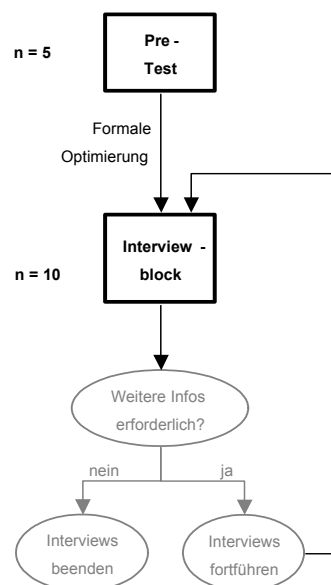 Pre -
n = 5
Test
Formale
Optimierung
Interview -
n = 10
block
Weitere Infos
erforderlich?
nein
ja
Interviews
beenden
Interviews
fortführen